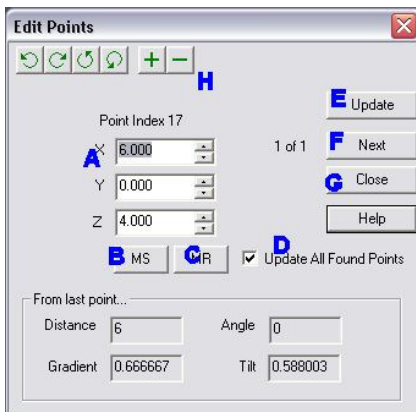 Edit Points
H
Point Index 17
E Update
A X 6.000
1 of 1
F Next
Y 0.000
G Close
Z 4.000
Help
B MS
C MR
D
Update All Found Points
From last point...
Distance 6
Angle 0
Gradient 0.666667
Tilt 0.588003